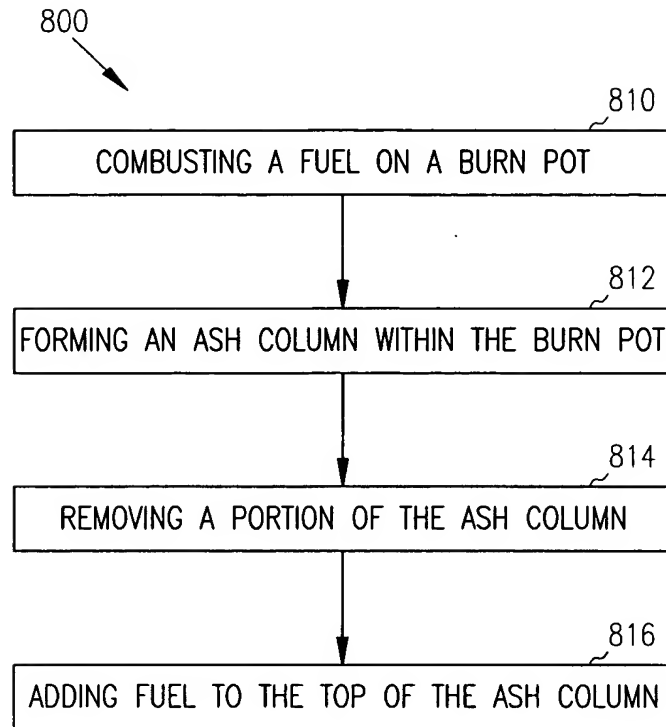 800
810
COMBUSTING A FUEL ON A BURN POT
812
FORMING AN ASH COLUMN WITHIN THE BURN POT
814
REMOVING A PORTION OF THE ASH COLUMN
816
ADDING FUEL TO THE TOP OF THE ASH COLUMN